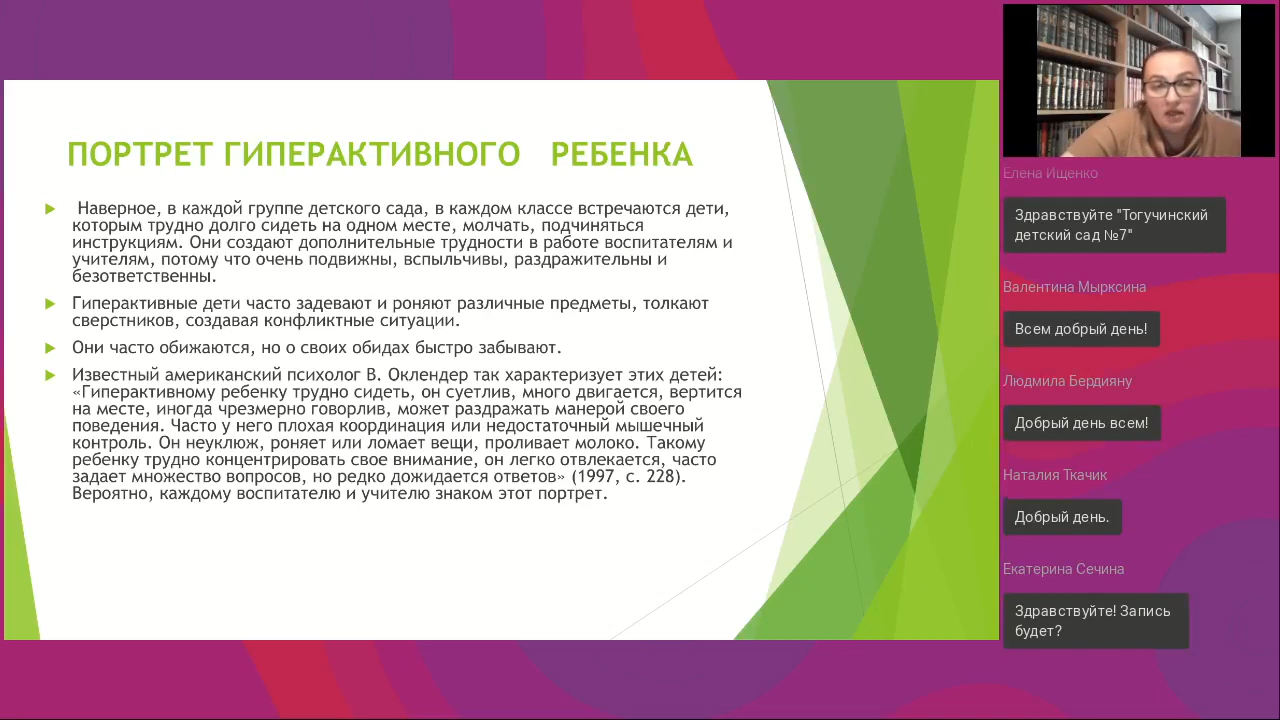 ПОРТРЕТ ГИПЕРАКТИВНОГО РЕБЕНКА
Наверное, в каждой группе детского сада, в каждом классе встречаются дети,
которым трудно долго сидеть на одном месте, молчать, подчиняться
инструкциям. Они создают дополнительные трудности в работе воспитателям и
учителям, потому что очень подвижны, вспыльчивы, раздражительны и
безответственны.
Гиперактивные дети часто задевают и роняют различные предметы, толкают
сверстников, создавая конфликтные ситуации.
Они часто обижаются, но о своих обидах быстро забывают.
Известный американский психолог В. Оклендер так характеризует этих детей:
«Гиперактивному ребенку трудно сидеть, он суетлив, много двигается, вертится
на месте, иногда чрезмерно говорлив, может раздражать манерой своего
поведения. Часто у него плохая координация или недостаточный мышечный
контроль. Он неуклюж, роняет или ломает вещи, проливает молоко. Такому
ребенку трудно концентрировать свое внимание, он легко отвлекается, часто
задает множество вопросов, но редко дожидается ответов» (1997, с. 228).
Вероятно, каждому воспитателю и учителю знаком этот портрет.
Елена Ищенко
Здравствуйте "Тогучинский
детский сад №7"
Валентина Мырксина
Всем добрый день!
Людмила Бердияну
Добрый день всем!
Наталия Ткачик
Добрый день.
Екатерина Сечина
Здравствуйте! Запись
будет?